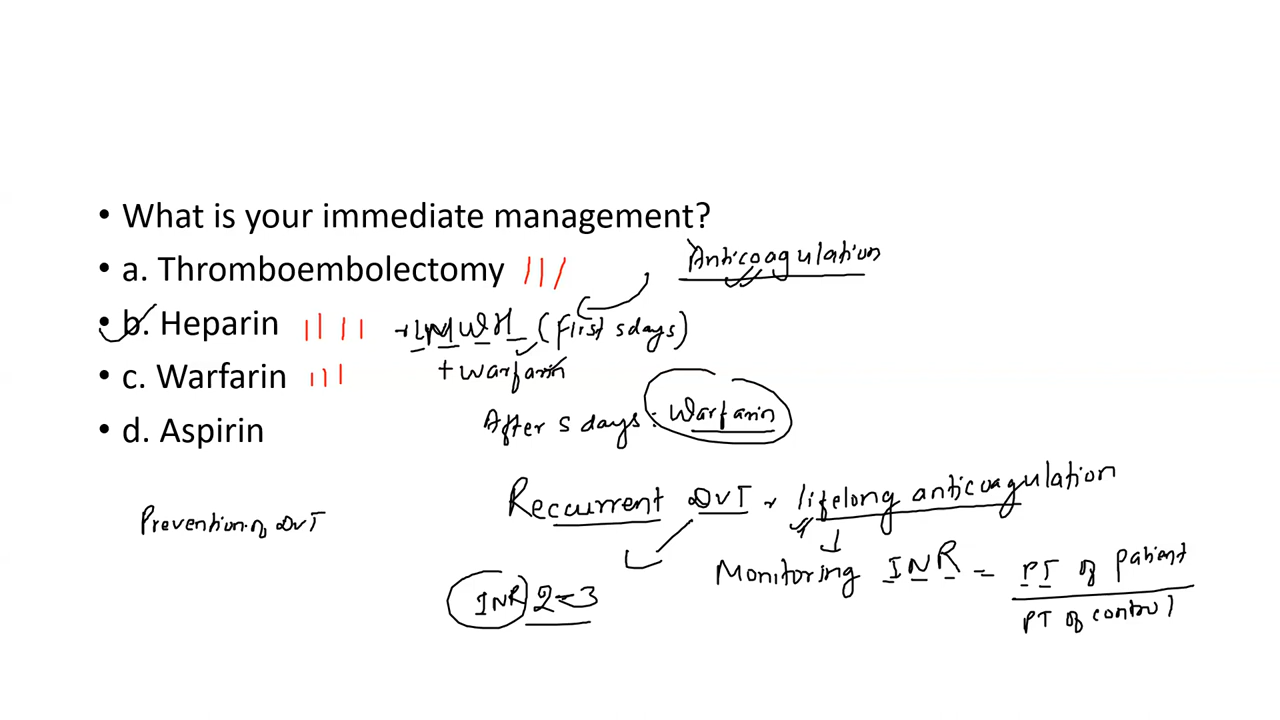 • What is your immediate management?
• a. Thromboembolectomy
Anticoagulation
• b. Heparin → LMWH (first 5 days)
+ warfarin
• c. Warfarin
After 5 days : Warfarin
• d. Aspirin
Recurrent DVT → lifelong anticoagulation
Prevention of DVT
Monitoring INR = PT of patient
PT of control
INR 2-3